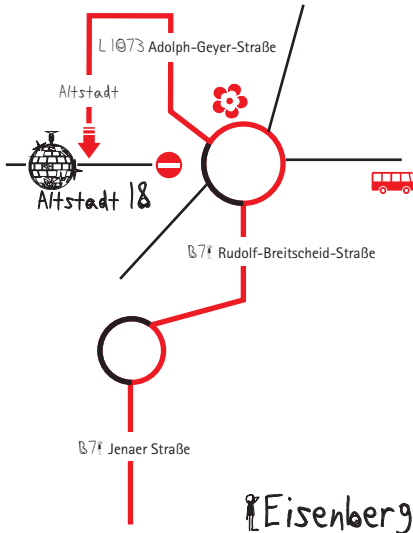 L1073 Adolph-Geyer-Straße
Altstadt
Altstadt 18
B7 Rudolf-Breitscheid-Straße
B7 Jenaer Straße
Eisenberg